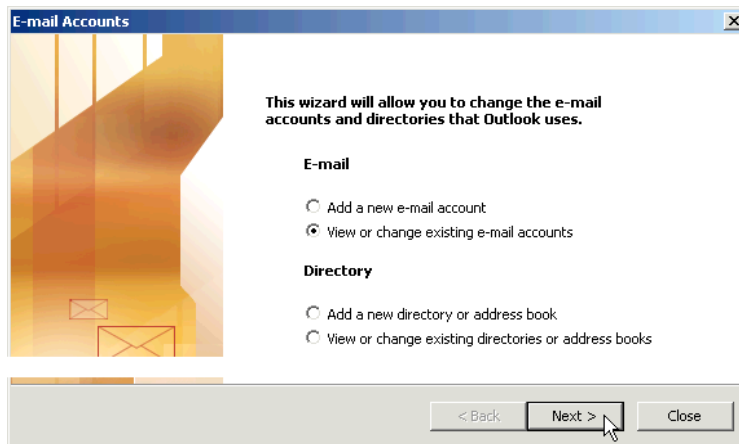 E-mail Accounts
This wizard will allow you to change the e-mail
accounts and directories that Outlook uses.
E-mail
Add a new e-mail account
View or change existing e-mail accounts
Directory
Add a new directory or address book
View or change existing directories or address books
< Back Next > Close